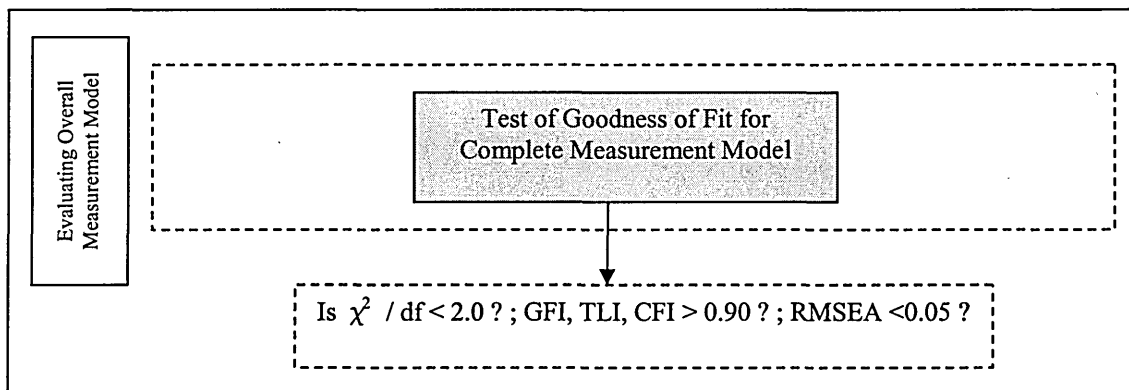 Evaluating Overall
Measurement Model
Test of Goodness of Fit for
Complete Measurement Model
Is χ² / df < 2.0 ? ; GFI, TLI, CFI > 0.90 ? ; RMSEA <0.05 ?